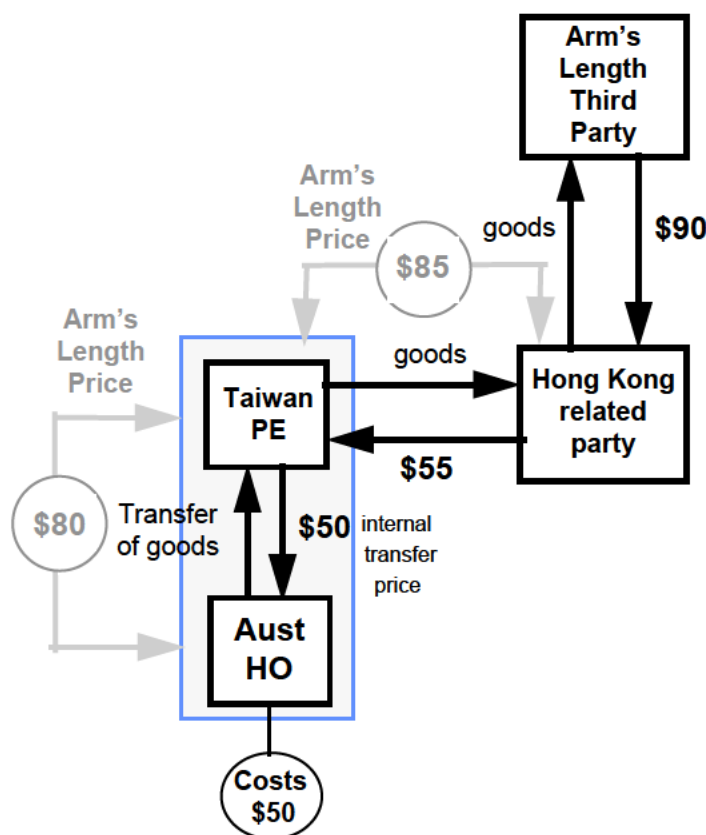 Arm's
Length
Third
Party
Arm's
Length
Price
goods
$90
$85
Arm's
Length
Price
goods
Taiwan
PE
Hong Kong
related
party
$55
$80
Transfer
of goods
$50
internal
transfer
price
Aust
HO
Costs
$50